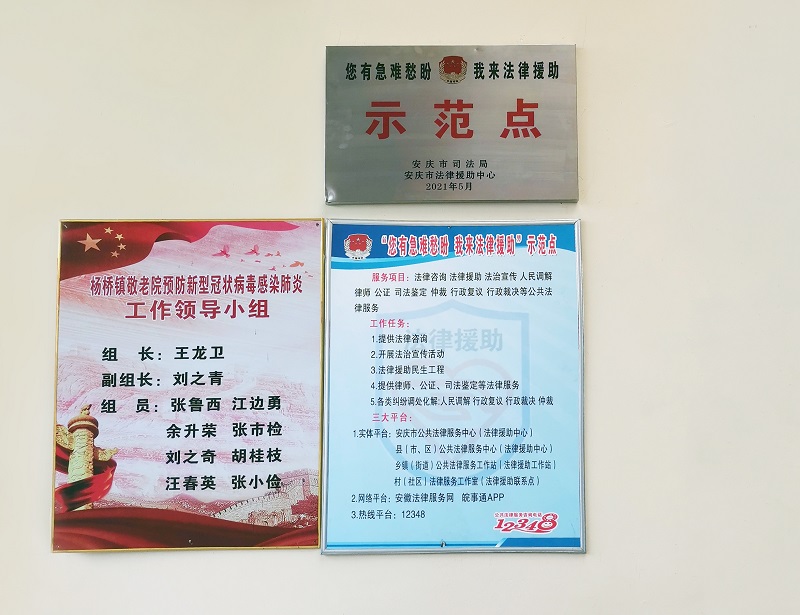 您有急难愁盼 我来法律援助
示范点
安庆市司法局
安庆市法律援助中心
2021年5月
杨桥镇敬老院预防新型冠状病毒感染肺炎
工作领导小组
组 长：王龙卫
副组长：刘之青
组 员：张鲁西 江边勇
余升荣 张市检
刘之奇 胡桂枝
汪春英 张小俭
“您有急难愁盼 我来法律援助”示范点
服务项目：法律咨询 法律援助 法治宣传 人民调解
律师 公证 司法鉴定 仲裁 行政复议 行政裁决等公共法
律服务
工作任务：
1.提供法律咨询
2.开展法治宣传活动
3.法律援助民生工程
4.提供律师、公证、司法鉴定等法律服务
5.各类纠纷调处化解：人民调解 行政复议 行政裁决 仲裁
法律援助
三大平台：
1.实体平台：安庆市公共法律服务中心（法律援助中心）
县（市、区）公共法律服务中心（法律援助中心）
乡镇（街道）公共法律服务工作站（法律援助工作站）
村（社区）法律服务工作室（法律援助联系点）
2.网络平台：安徽法律服务网 皖事通APP
3.热线平台：12348
公共法律服务咨询电话
12348